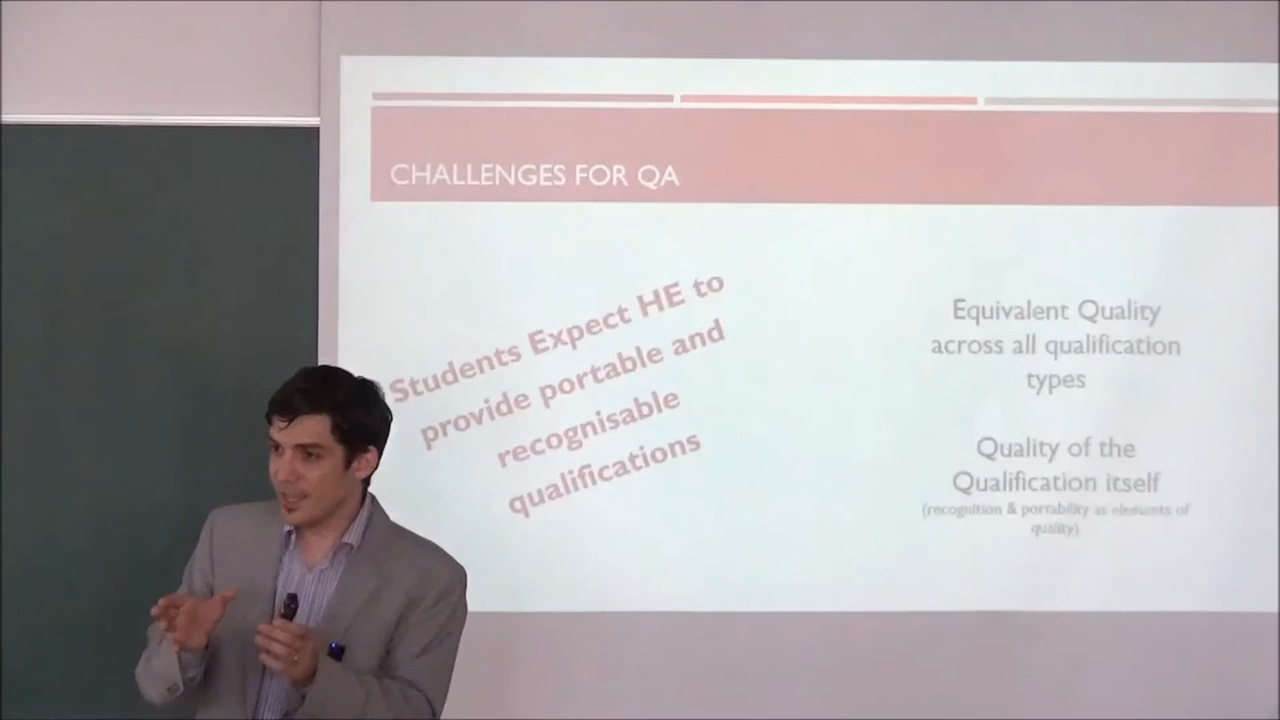 CHALLENGES FOR QA
Students Expect HE to
provide portable and
recognisable
qualifications
Equivalent Quality
across all qualification
types
Quality of the
Qualification itself
(recognition & portability as elements of
quality)